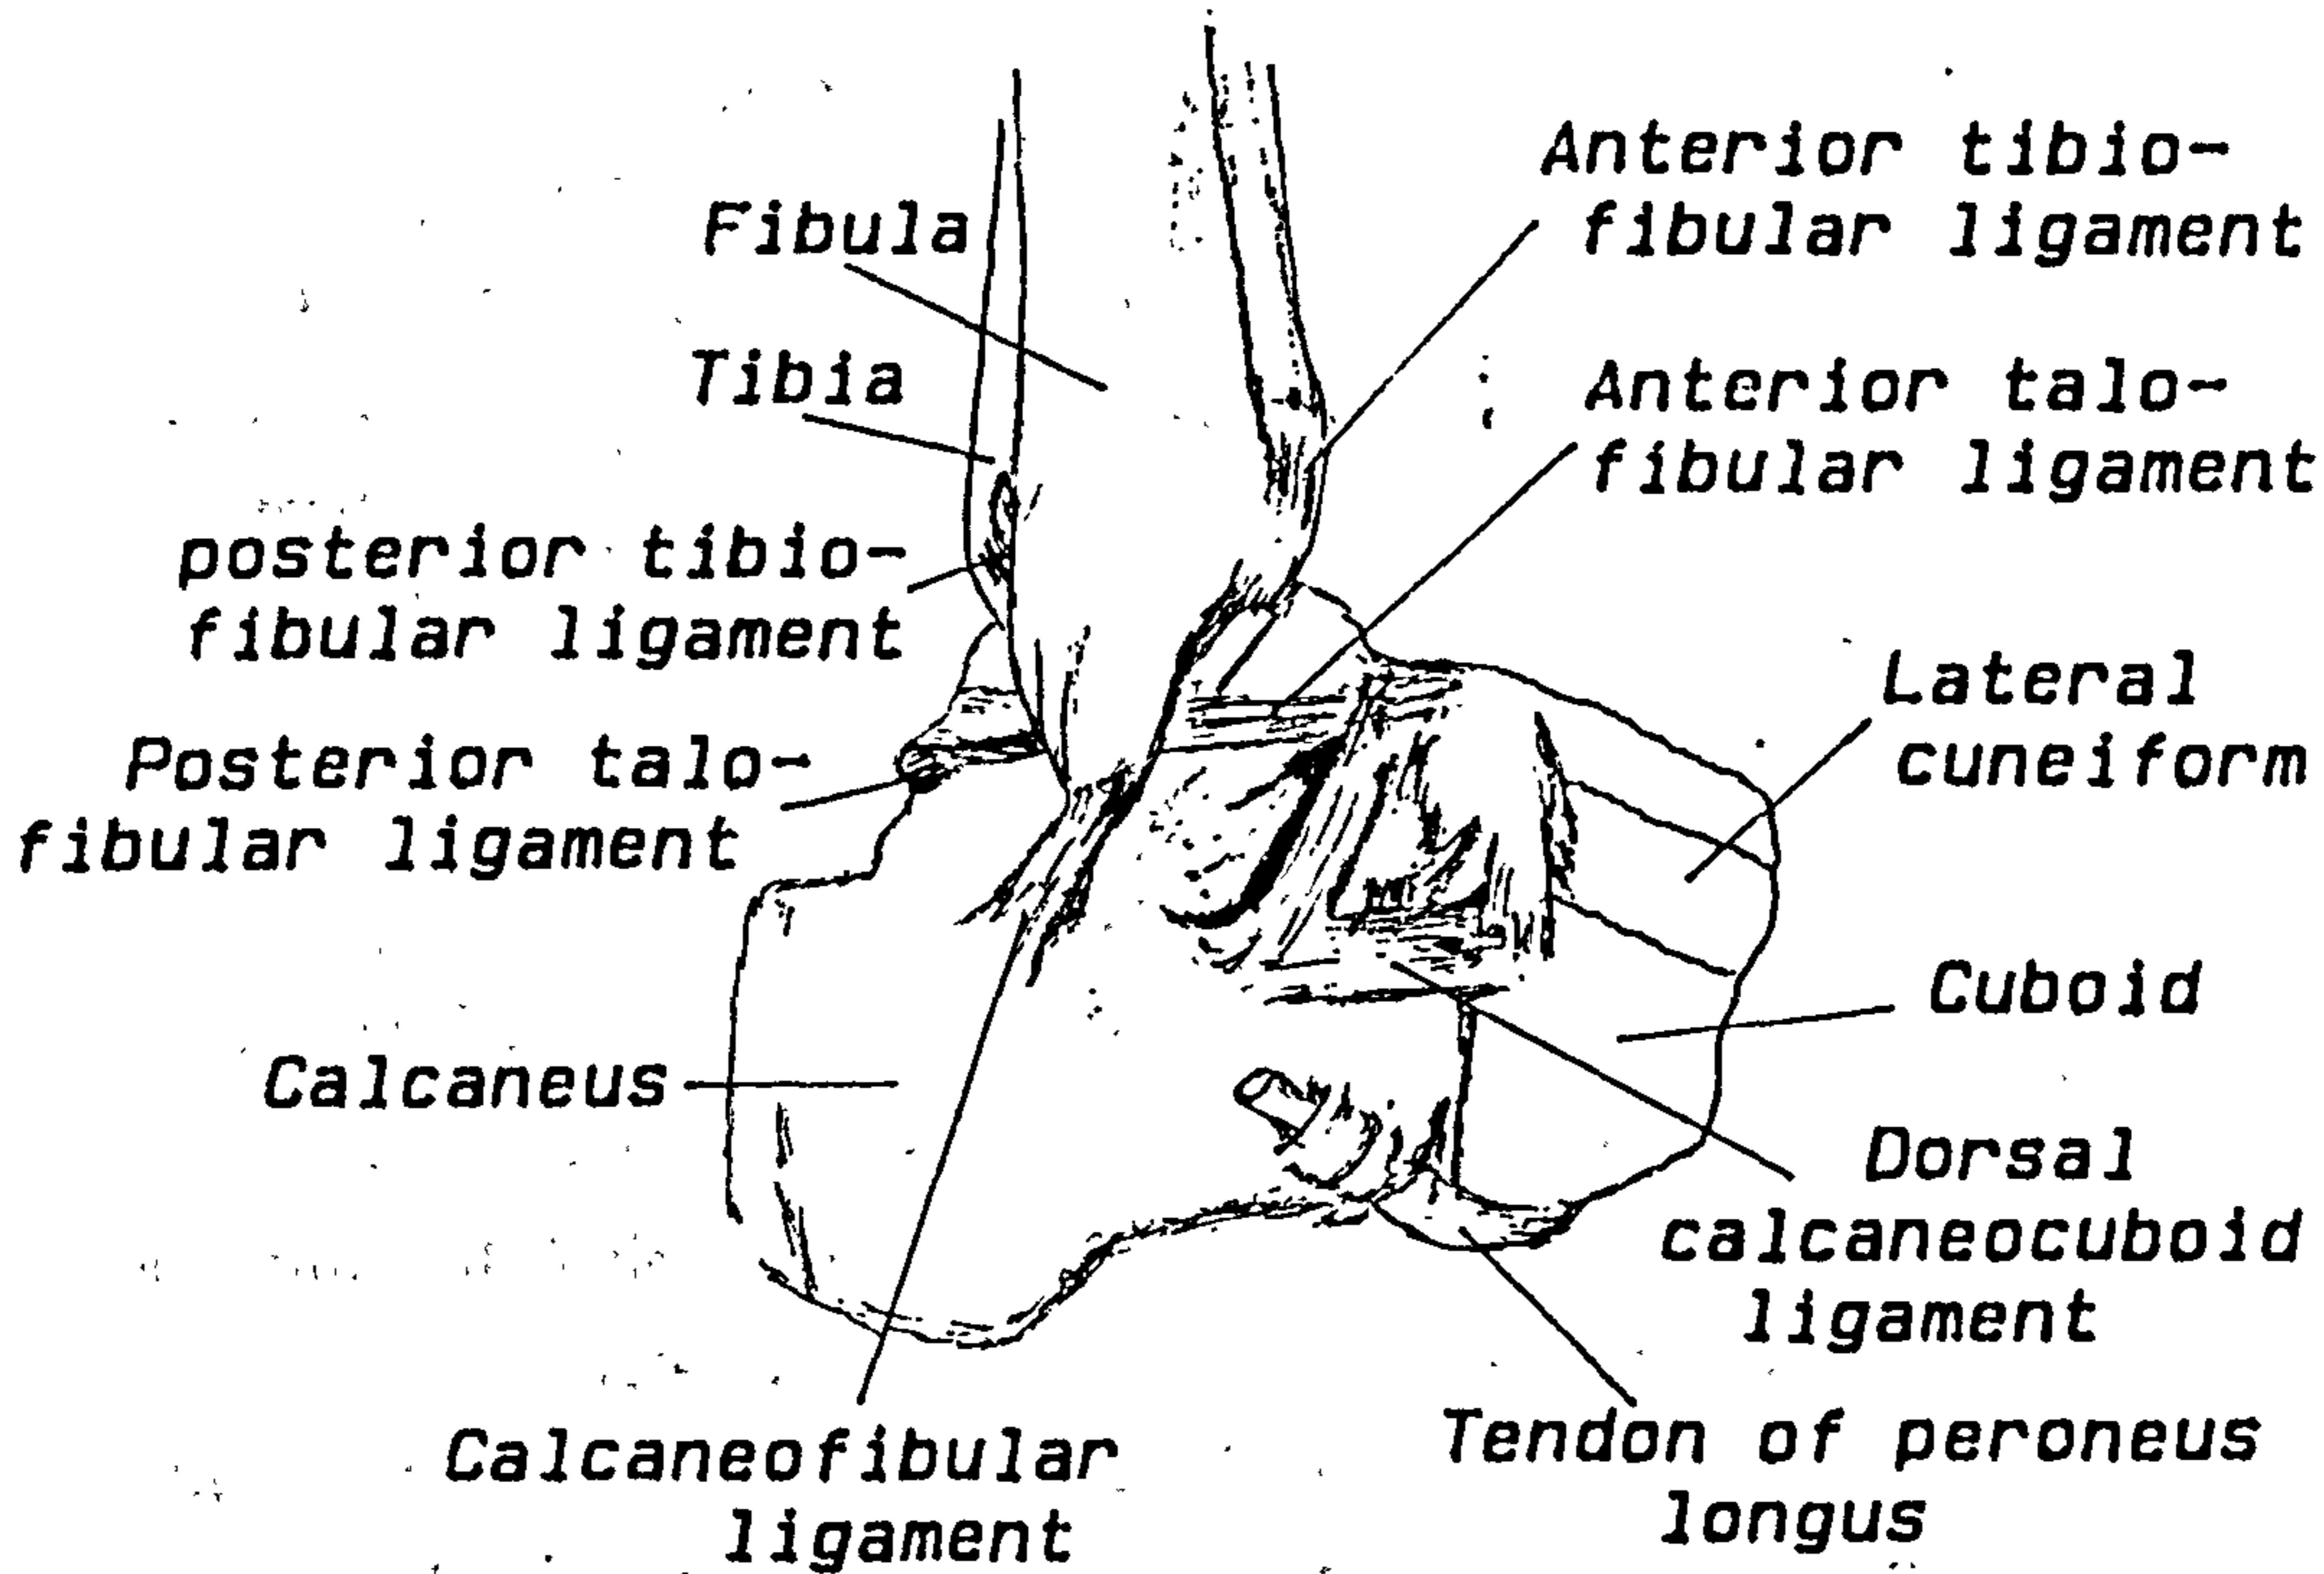 Fibula
Tibia
posterior tibio-
fibular ligament
Posterior talo-
fibular ligament
Calcaneus
Calcaneofibular
ligament
Anterior tibio-
fibular ligament
Anterior talo-
fibular ligament
Lateral
cuneiform
Cuboid
Dorsal
calcaneocuboid
ligament
Tendon of peroneus
longus